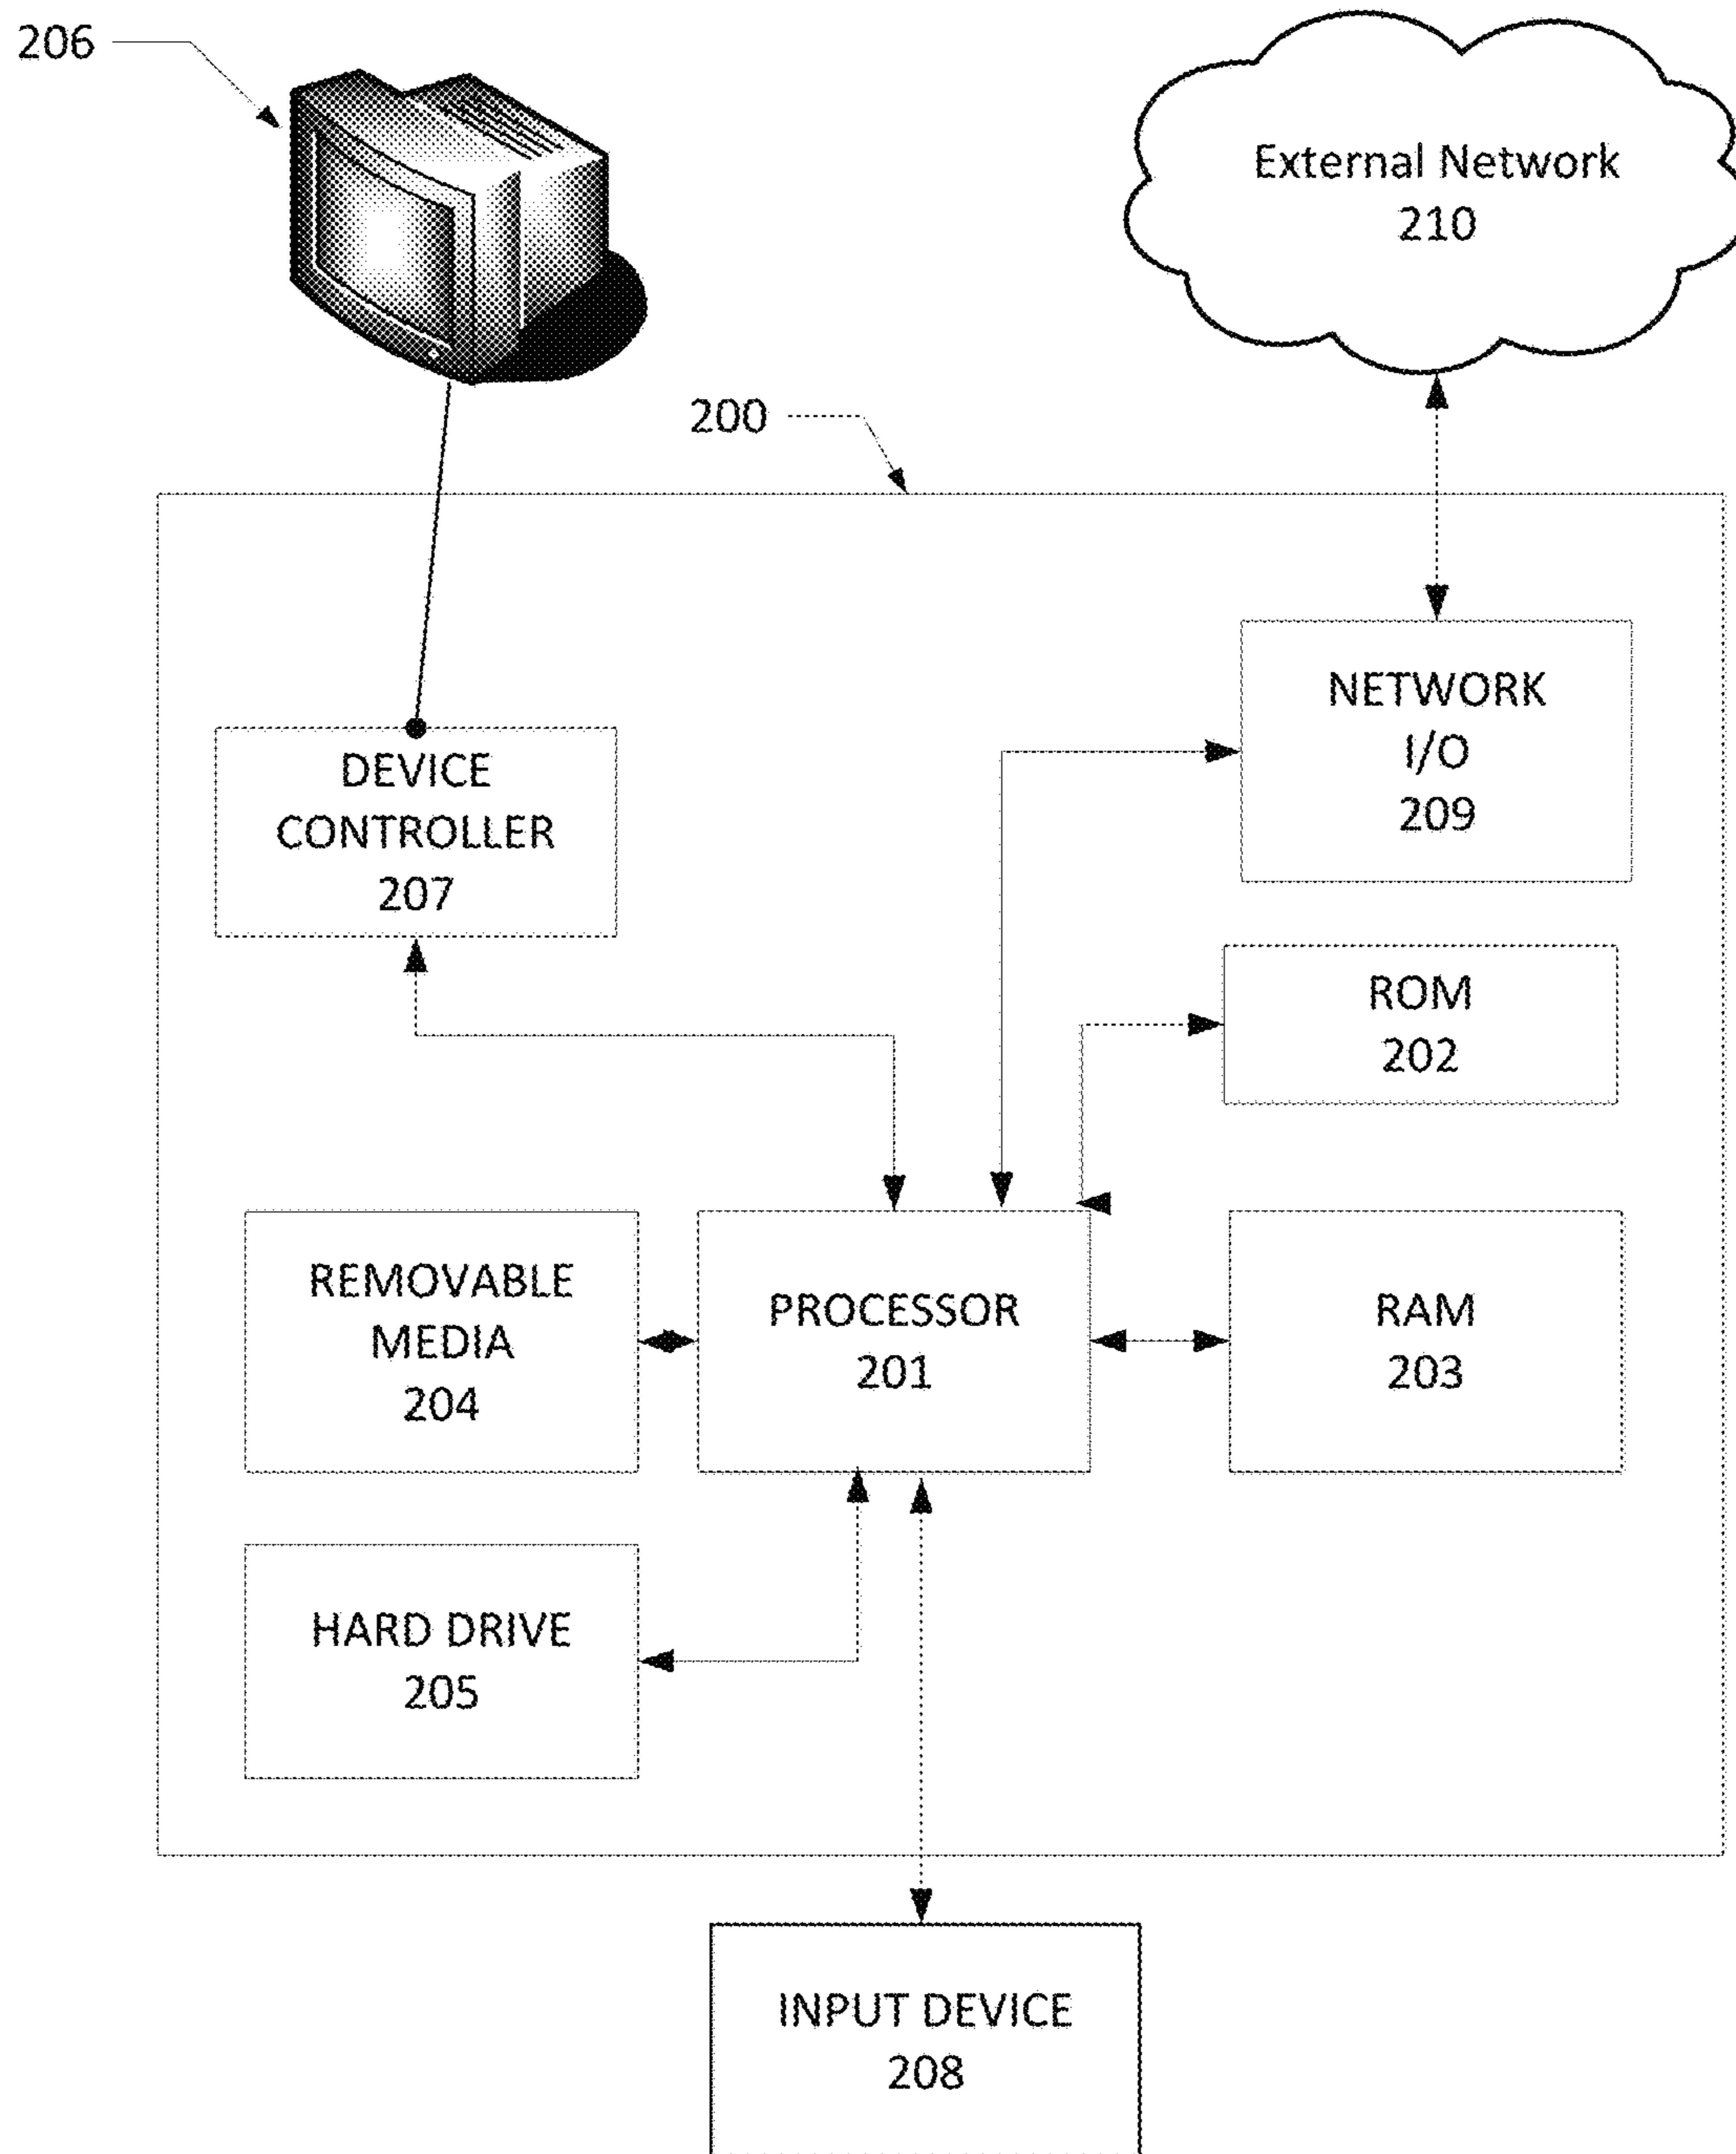 206
External Network
210
200
NETWORK
I/O
209
DEVICE
CONTROLLER
207
ROM
202
REMOVABLE
MEDIA
204
PROCESSOR
201
RAM
203
HARD DRIVE
205
INPUT DEVICE
208